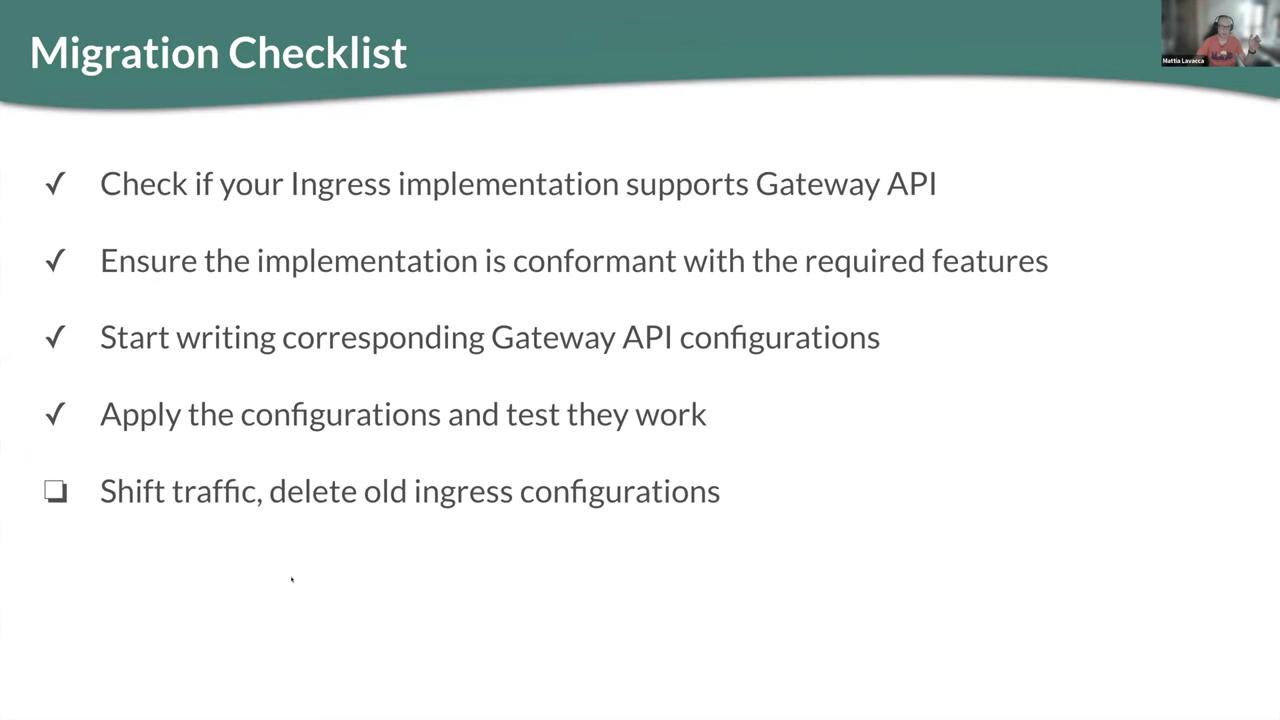 Migration Checklist
Mattia Lavacca
✓ Check if your Ingress implementation supports Gateway API
✓ Ensure the implementation is conformant with the required features
✓ Start writing corresponding Gateway API configurations
✓ Apply the configurations and test they work
❏ Shift traffic, delete old ingress configurations